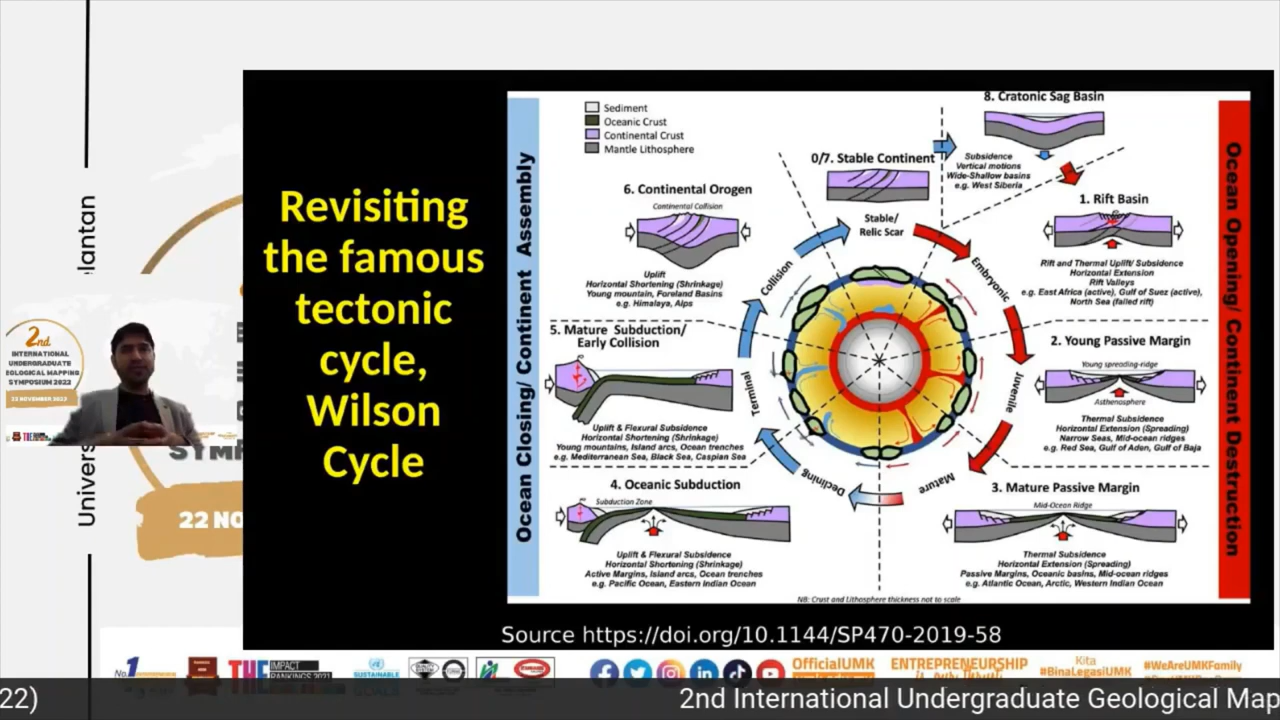 lantan
Univers
2nd
INTERNATIONAL
UNDERGRADUATE
EOLOGICAL MAPPING
SYMPOSIUM 2022
22 NOVEMBER 2022
22 NO
Revisiting
the famous
tectonic
cycle,
Wilson
Cycle
Ocean Closing/ Continent Assembly
Ocean Opening/ Continent Destruction
Sediment
Oceanic Crust
Continental Crust
Mantle Lithosphere
8. Cratonic Sag Basin
Subsidence
Vertical motions
Wide-Shallow basins
e.g. West Siberia
0/7. Stable Continent
Stable/
Relic Scar
1. Rift Basin
Rift and Thermal Uplift/ Subsidence
Horizontal Extension
Rift Valleys
e.g. East Africa (active), Gulf of Suez (active),
North Sea (failed rift)
Embryonic
2. Young Passive Margin
Young spreading-ridge
Asthenosphere
Thermal Subsidence
Horizontal Extension (Spreading)
Narrow Seas, Mid-ocean ridges
e.g. Red Sea, Gulf of Aden, Gulf of Baja
Juvenile
3. Mature Passive Margin
Mid-Ocean Ridge
Thermal Subsidence
Horizontal Extension (Spreading)
Passive Margins, Oceanic basins, Mid-ocean ridges
e.g. Atlantic Ocean, Arctic, Western Indian Ocean
Mature
4. Oceanic Subduction
Subduction Zone
Uplift & Flexural Subsidence
Horizontal Shortening (Shrinkage)
Active Margins, Island arcs, Ocean trenches
e.g. Pacific Ocean, Eastern Indian Ocean
Declining
5. Mature Subduction/
Early Collision
Uplift & Flexural Subsidence
Horizontal Shortening (Shrinkage)
Young mountains, Island arcs, Ocean trenches
e.g. Mediterranean Sea, Black Sea, Caspian Sea
Terminal
6. Continental Orogen
Continental Collision
Uplift
Horizontal Shortening (Shrinkage)
Young mountain, Foreland Basins
e.g. Himalaya, Alps
Collision
NB: Crust and Lithosphere thickness not to scale
Source https://doi.org/10.1144/SP470-2019-58
No.1
THE IMPACT
RANKINGS 2021
SUSTAINABLE
OfficialUMK
ENTREPRENEURSHIP
Kita
#BinaLegasiUMK
#WeAreUMKFamily
22)
2nd International Undergraduate Geological Map